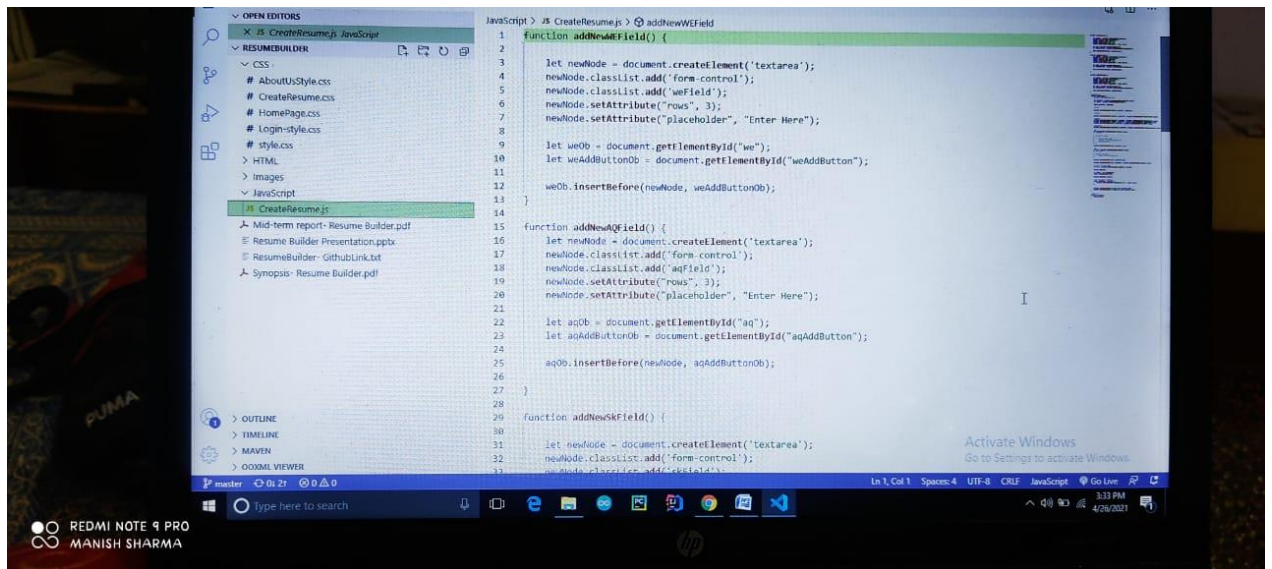 OPEN EDITORS
JS CreateResume.js JavaScript
RESUMEBUILDER
CSS
# AboutUsStyle.css
# CreateResume.css
# HomePage.css
# Login-style.css
# style.css
HTML
Images
JavaScript
JS CreateResume.js
Mid-term report- Resume Builder.pdf
Resume Builder Presentation.pptx
ResumeBuilder- GithubLink.txt
Synopsis- Resume Builder.pdf
OUTLINE
TIMELINE
MAVEN
OOXML VIEWER
JavaScript > JS CreateResume.js > addNewWEField
1 function addNewWEField() {
2
3 let newNode = document.createElement('textarea');
4 newNode.classList.add('form-control');
5 newNode.classList.add('weField');
6 newNode.setAttribute("rows", 3);
7 newNode.setAttribute("placeholder", "Enter Here");
8
9 let weOb = document.getElementById("we");
10 let weAddButtonOb = document.getElementById("weAddButton");
11
12 weOb.insertBefore(newNode, weAddButtonOb);
13 }
14
15 function addNewAQField() {
16 let newNode = document.createElement('textarea');
17 newNode.classList.add('form-control');
18 newNode.classList.add('aqField');
19 newNode.setAttribute("rows", 3);
20 newNode.setAttribute("placeholder", "Enter Here");
21
22 let aqOb = document.getElementById("aq");
23 let aqAddButtonOb = document.getElementById("aqAddButton");
24
25 aqOb.insertBefore(newNode, aqAddButtonOb);
26
27 }
28
29 function addNewSkField() {
30
31 let newNode = document.createElement('textarea');
32 newNode.classList.add('form-control');
33 newNode.classList.add('skField');
Activate Windows
Go to Settings to activate Windows.
master 0↓ 2↑ 0 0 Ln 1, Col 1 Spaces: 4 UTF-8 CRLF JavaScript Go Live
Type here to search
3:33 PM
4/26/2021
PUMA
hp
REDMI NOTE 9 PRO
MANISH SHARMA